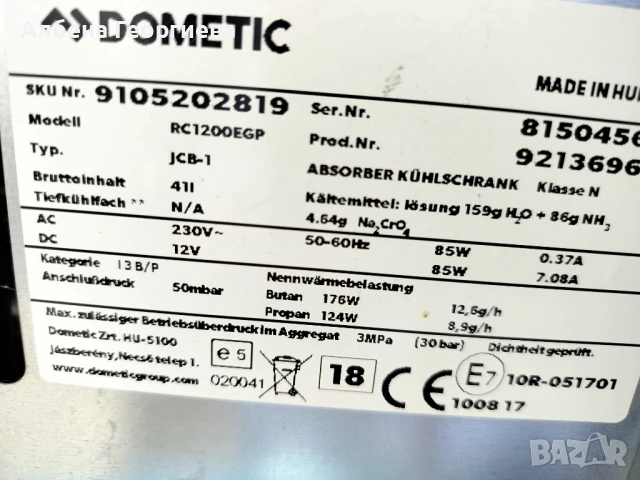 Албена Георгиева
DOMETIC
MADE IN HU
SKU Nr. 9105202819 Ser.Nr. 8150456
Modell RC1200EGP Prod.Nr. 9213696
Typ. JCB-1 ABSORBER KÜHLSCHRANK Klasse N
Bruttoinhalt 41l Kältemittel: lösung 159g H₂O + 86g NH₃
Tiefkühlfach ** N/A 4.64g Na₂CrO₄
AC 230V~ 50-60Hz 85W 0.37A
DC 12V 85W 7.08A
Kategorie I 3 B/P Nennwärmebelastung
Anschlußdruck 50mbar Butan 176W 12,6g/h
Propan 124W 8,9g/h
Max. zulässiger Betriebsüberdruck im Aggregat 3MPa (30 bar) Dichtheit geprüft.
Dometic Zrt. HU-5100
Jászberény, Necsó telep 1.
www.dometicgroup.com
e 5
020041
18
CE
1008 17
E7 10R-051701
BAZAR